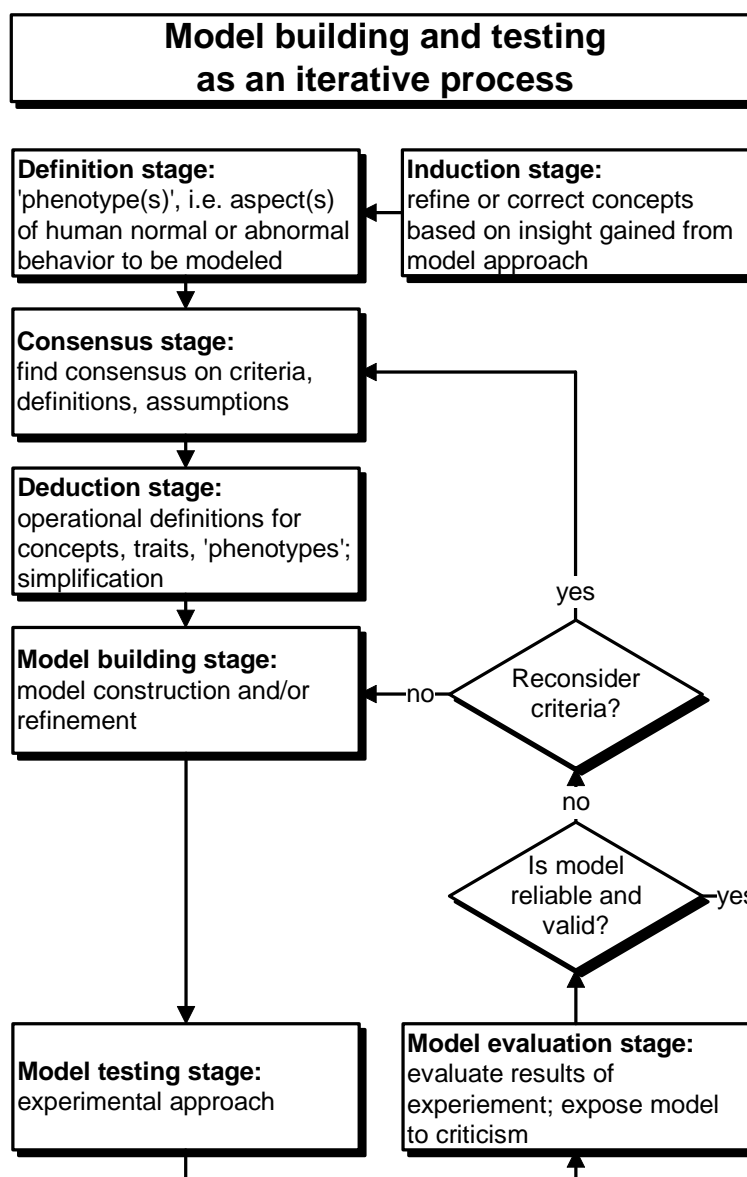 Model building and testing
as an iterative process
Definition stage:
'phenotype(s)', i.e. aspect(s)
of human normal or abnormal
behavior to be modeled
Induction stage:
refine or correct concepts
based on insight gained from
model approach
Consensus stage:
find consensus on criteria,
definitions, assumptions
Deduction stage:
operational definitions for
concepts, traits, 'phenotypes';
simplification
yes
Model building stage:
model construction and/or
refinement
no
Reconsider
criteria?
no
Is model
reliable and
valid?
yes
Model testing stage:
experimental approach
Model evaluation stage:
evaluate results of
experiement; expose model
to criticism